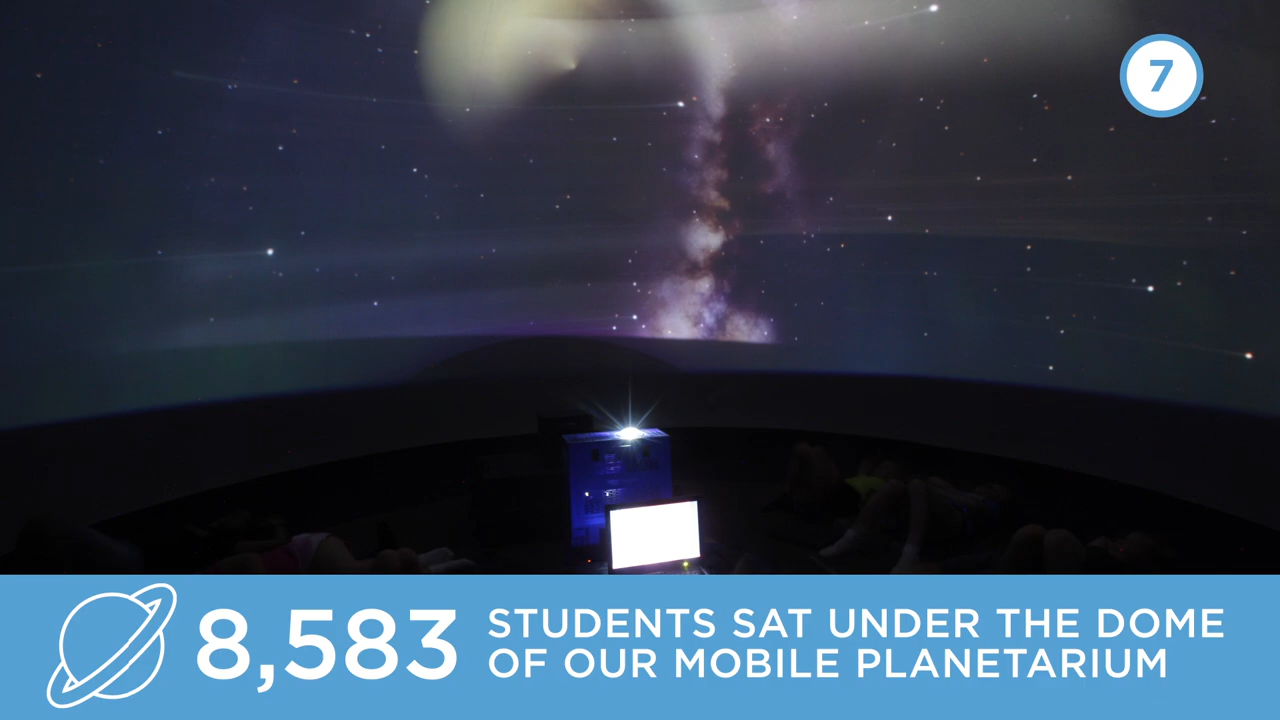 7
8,583
STUDENTS SAT UNDER THE DOME
OF OUR MOBILE PLANETARIUM